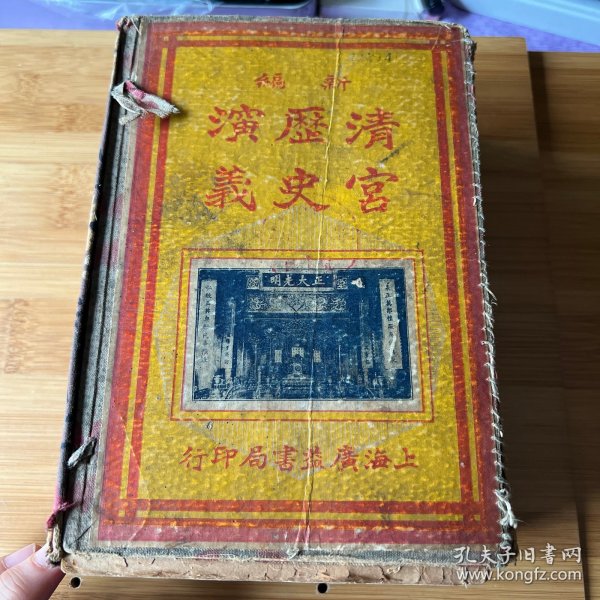 新編
清宮
歷史
演義
正大光明
上海廣益書局印行
孔夫子旧书网
www.kongfz.com